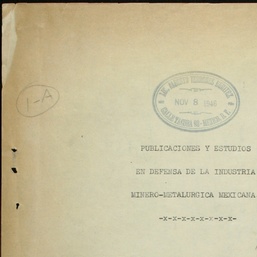 1-A
NOV 8
PUBLICACIONES Y ESTUDIOS
EN DEFENSA DE LA INDUSTRIA
MINERO-METALURGICA MEXICANA
-x-x-x-x-x-x-x-x-